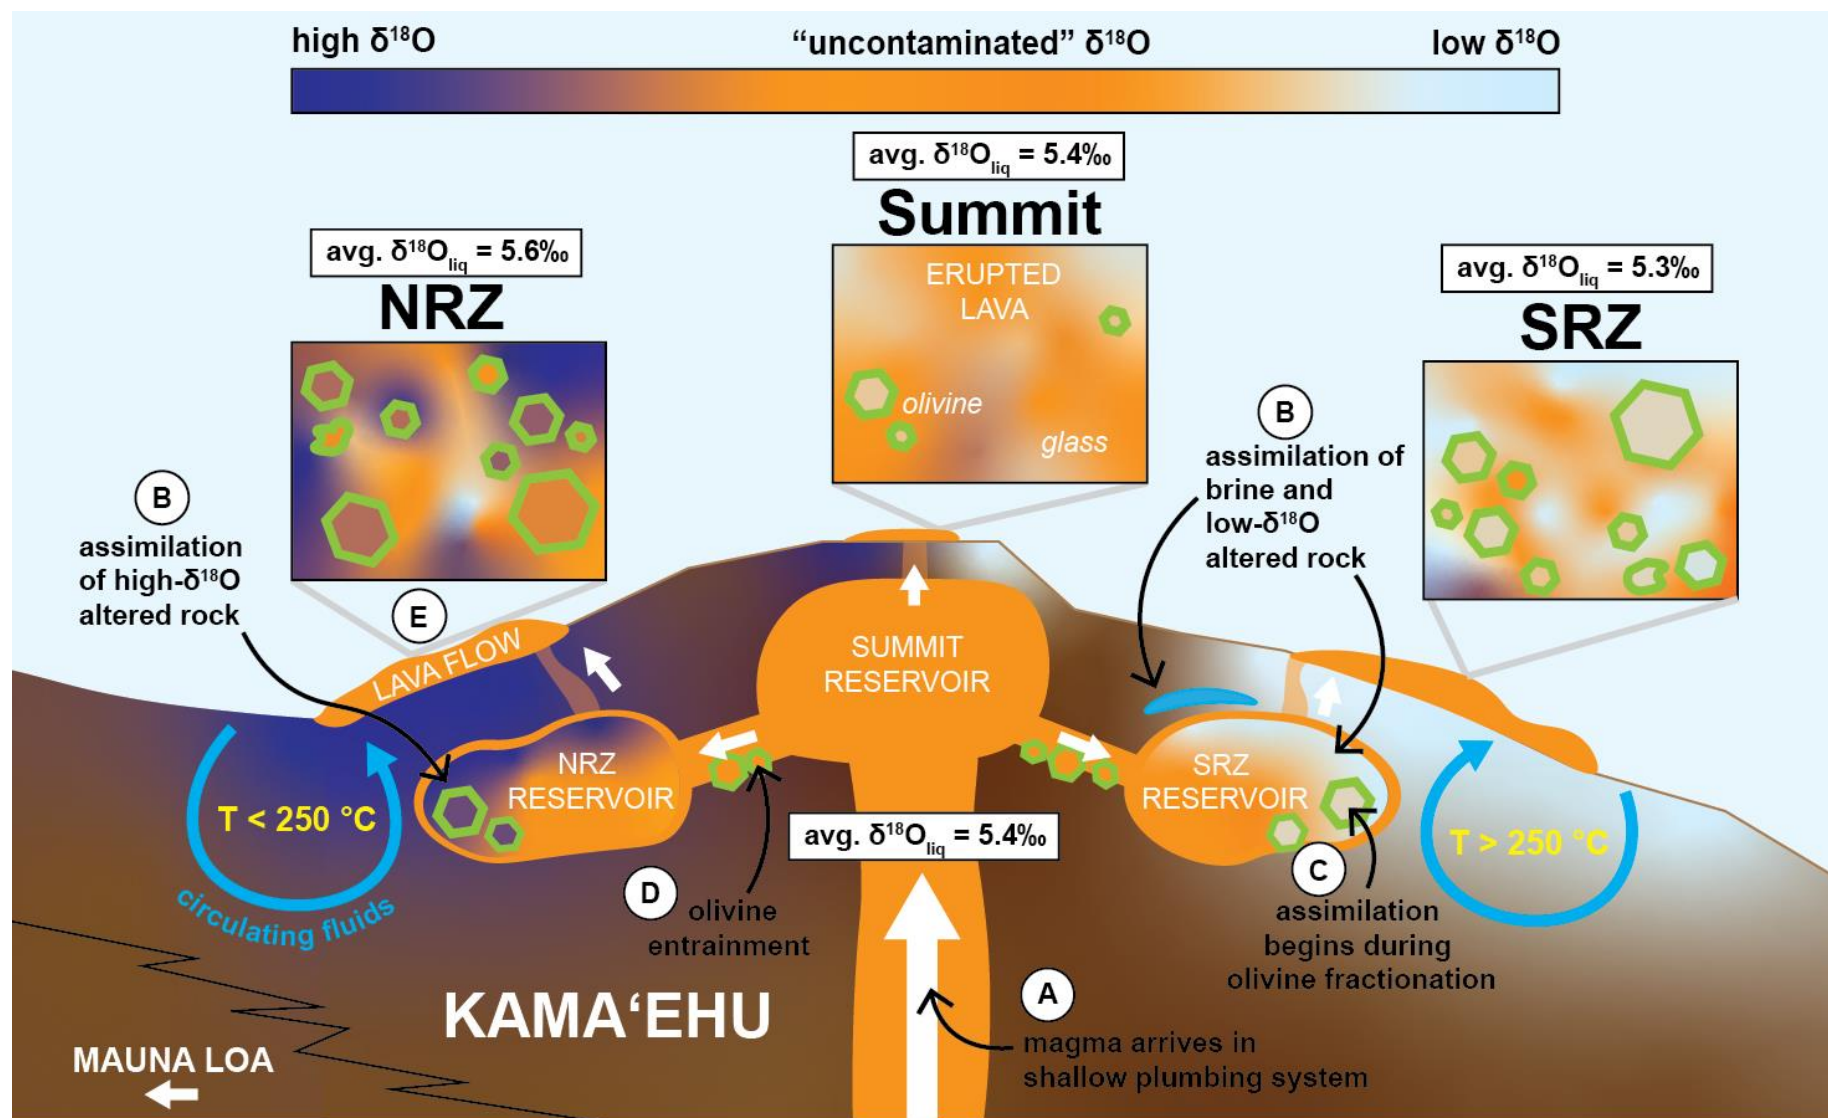 high δ¹⁸O
“uncontaminated” δ¹⁸O
low δ¹⁸O
avg. δ¹⁸Oₗᵢq = 5.4‰
Summit
avg. δ¹⁸Oₗᵢq = 5.6‰
NRZ
avg. δ¹⁸Oₗᵢq = 5.3‰
SRZ
ERUPTED
LAVA
olivine
glass
B
assimilation
of high-δ¹⁸O
altered rock
B
assimilation of
brine and
low-δ¹⁸O
altered rock
E
LAVA FLOW
SUMMIT
RESERVOIR
NRZ
RESERVOIR
SRZ
RESERVOIR
T < 250 °C
circulating fluids
T > 250 °C
avg. δ¹⁸Oₗᵢq = 5.4‰
D
olivine
entrainment
C
assimilation
begins during
olivine fractionation
A
magma arrives in
shallow plumbing system
KAMAʻEHU
MAUNA LOA